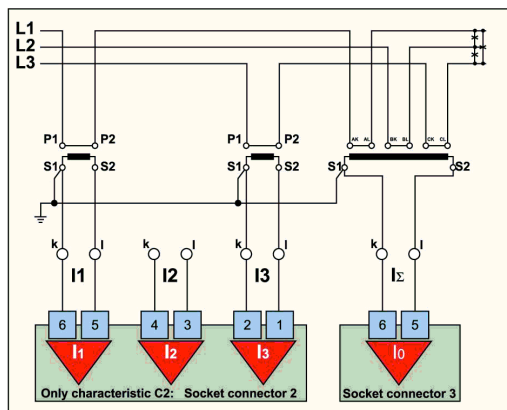 L1
L2
L3
P1 P2 P1 P2 AK AL BK BL CK CL
S1 S2 S1 S2 S1 S2
k l k l k l k l
I1 I2 I3 IΣ
6 5 4 3 2 1 6 5
I1 I2 I3 I0
Only characteristic C2: Socket connector 2 Socket connector 3